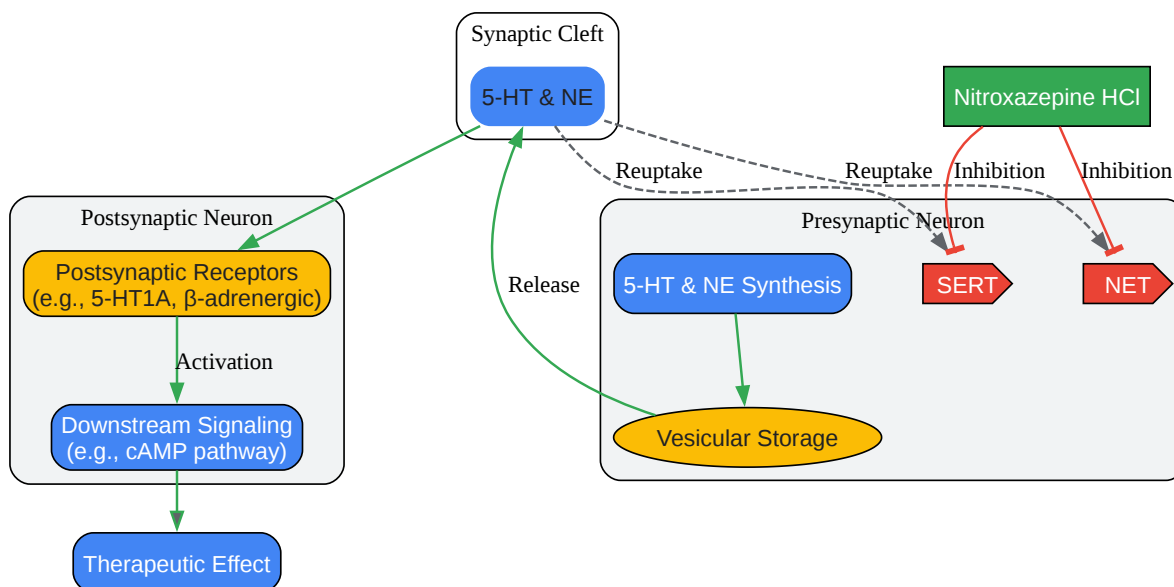 Synaptic Cleft
5-HT & NE
Nitroxazepine HCl
Reuptake
Reuptake
Inhibition
Inhibition
Postsynaptic Neuron
Presynaptic Neuron
Postsynaptic Receptors
(e.g., 5-HT1A, β-adrenergic)
Release
5-HT & NE Synthesis
SERT
NET
Activation
Downstream Signaling
(e.g., cAMP pathway)
Vesicular Storage
Therapeutic Effect